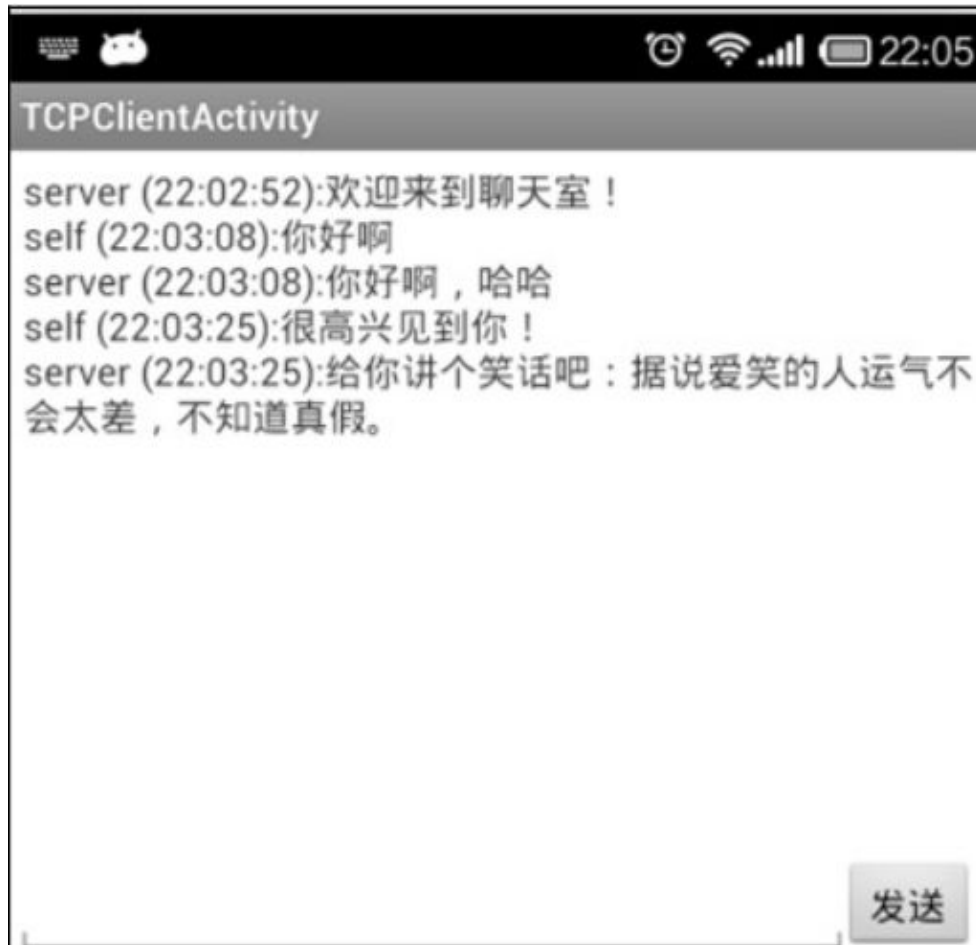 22:05
TCPClientActivity
server (22:02:52):欢迎来到聊天室！
self (22:03:08):你好啊
server (22:03:08):你好啊，哈哈
self (22:03:25):很高兴见到你！
server (22:03:25):给你讲个笑话吧：据说爱笑的人运气不
会太差，不知道真假。
发送